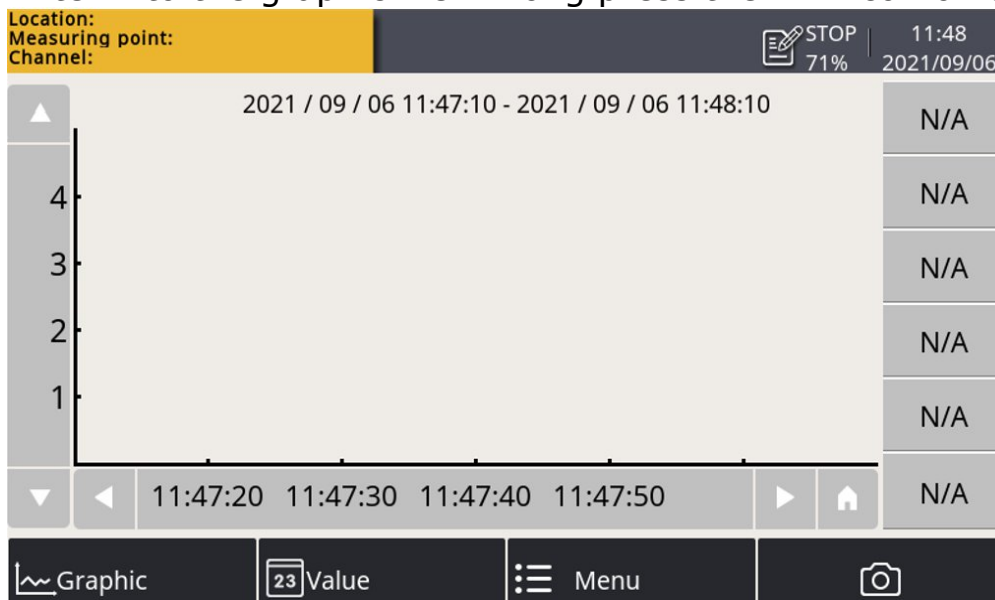 Location:
Measuring point:
Channel:
STOP
71%
11:48
2021/09/06
2021 / 09 / 06 11:47:10 - 2021 / 09 / 06 11:48:10
N/A
N/A
N/A
N/A
N/A
N/A
4
3
2
1
11:47:20 11:47:30 11:47:40 11:47:50
Graphic
23 Value
Menu